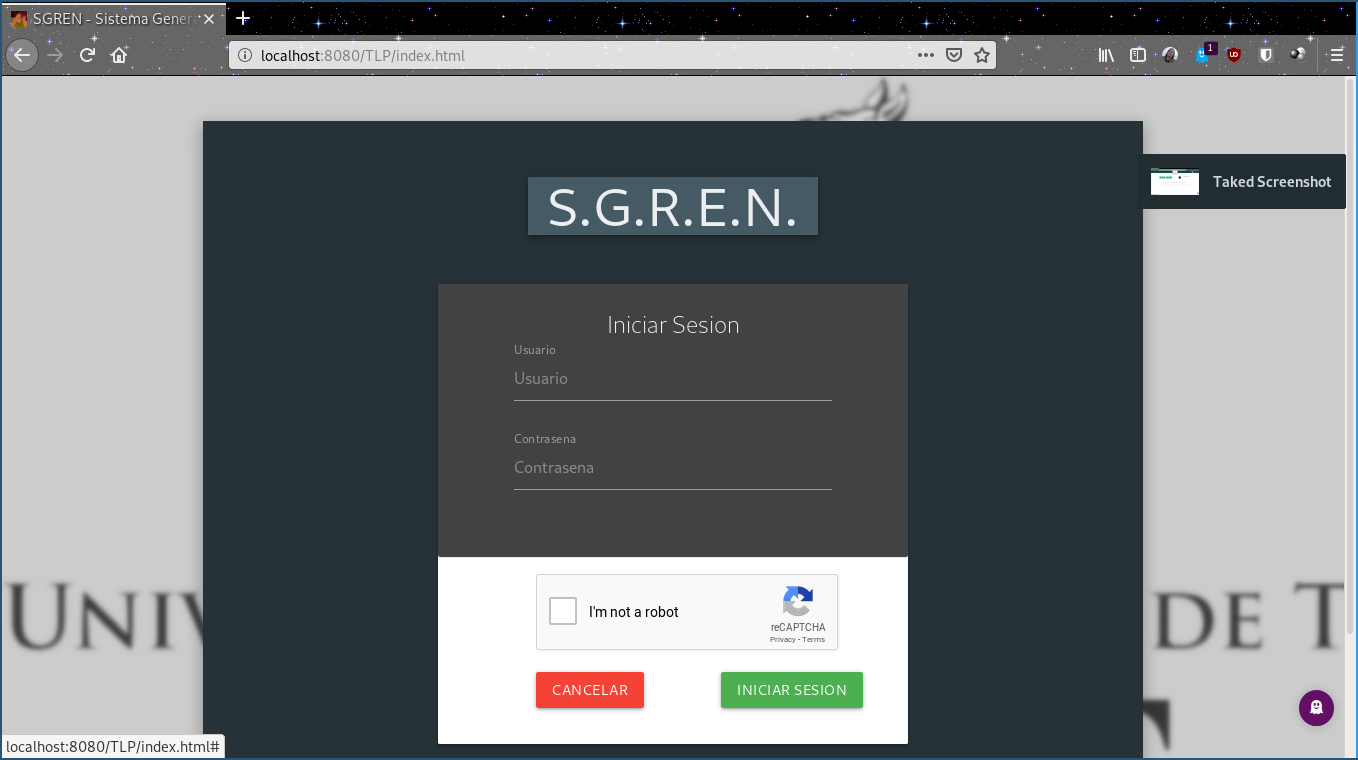 SGREN - Sistema Genera
localhost:8080/TLP/index.html
1
Taked Screenshot
S.G.R.E.N.
Iniciar Sesion
Usuario
Usuario
Contrasena
Contrasena
I'm not a robot
reCAPTCHA
Privacy - Terms
UNIV
DE T
CANCELAR
INICIAR SESION
localhost:8080/TLP/index.html#